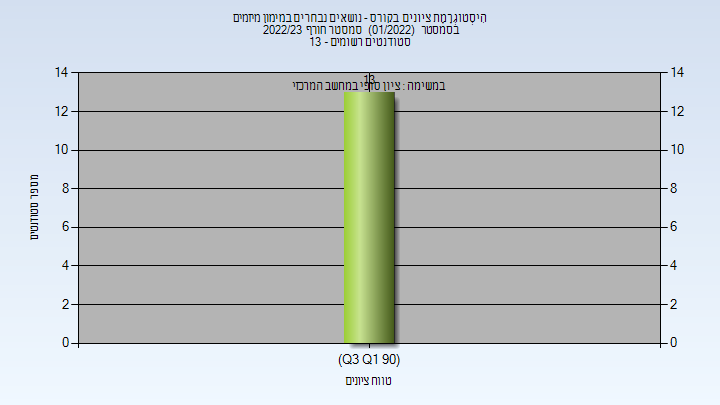 היסטוגרמת ציונים בקורס - נושאים נבחרים במימון מיזמים
בסמסטר (01/2022) סמסטר חורף 2022/23
סטודנטים רשומים - 13
13
במשימה : ציון סופי במחשב המרכזי
14 14
12 12
10 10
8 8
6 6
4 4
2 2
0 0
מספר סטודנטים
(Q3 Q1 90)
טווח ציונים